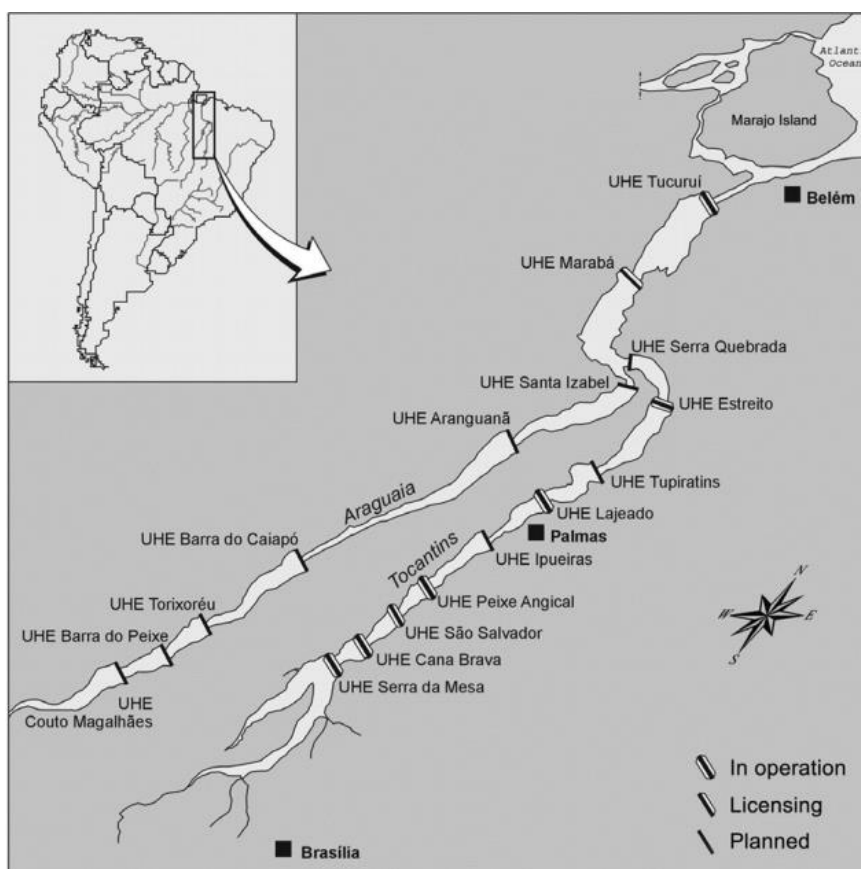 Atlant
Ocean
Marajo Island
UHE Tucuruí
Belém
UHE Marabá
UHE Serra Quebrada
UHE Santa Izabel
UHE Estreito
UHE Aranguanã
Araguaia
UHE Tupiratins
UHE Lajeado
Palmas
UHE Barra do Caiapó
Tocantins
UHE Ipueiras
UHE Torixoréu
UHE Peixe Angical
UHE Barra do Peixe
UHE São Salvador
UHE Cana Brava
UHE
Couto Magalhães
UHE Serra da Mesa
N
W
E
S
In operation
Licensing
Planned
Brasília